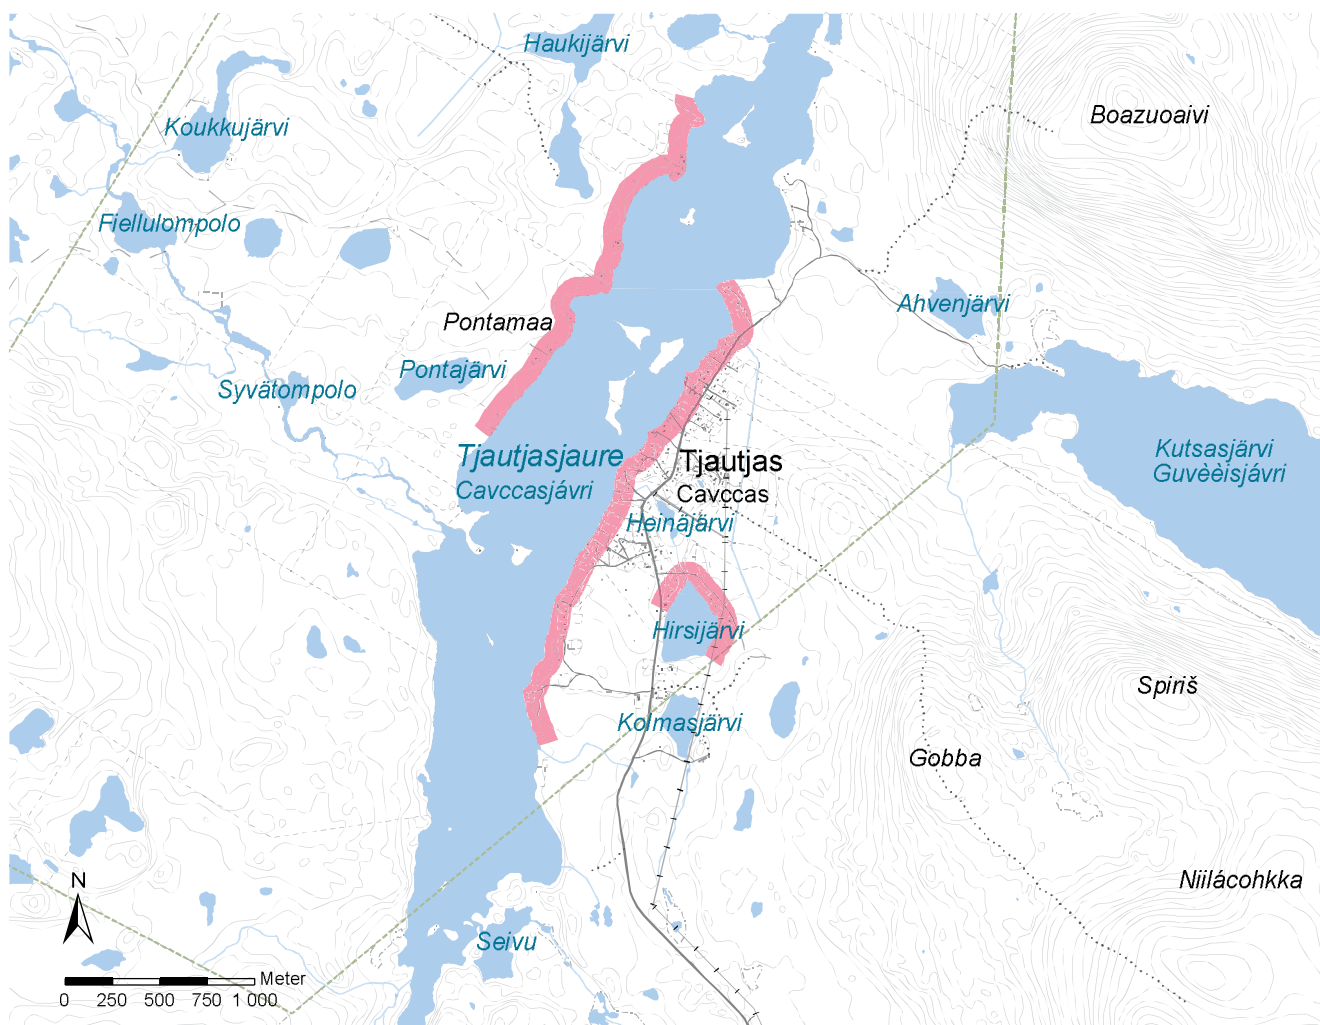 Haukijärvi
Koukkujärvi
Boazuoaivi
Fiellulompolo
Ahvenjärvi
Pontamaa
Pontajärvi
Syvätompolo
Tjautjasjaure
Cavccasjávri
Tjautjas
Cavccas
Kutsasjärvi
Guvèèisjávri
Heinäjärvi
Hirsijärvi
Spiriš
Kolmasjärvi
Gobba
Niilácohkka
Seivu
N
Meter
0 250 500 750 1 000